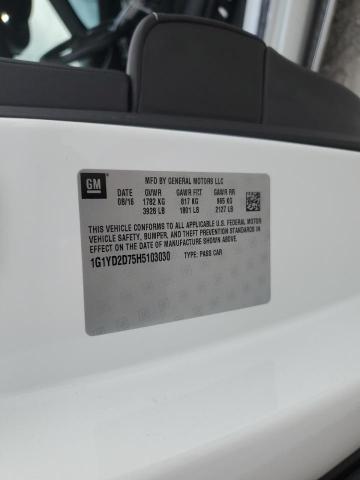 GM
MFD BY GENERAL MOTORS LLC
DATE GVWR GAWR FRT GAWR RR
08/16 1782 KG 817 KG 965 KG
3928 LB 1801 LB 2127 LB
THIS VEHICLE CONFORMS TO ALL APPLICABLE U.S. FEDERAL MOTOR
VEHICLE SAFETY, BUMPER, AND THEFT PREVENTION STANDARDS IN
EFFECT ON THE DATE OF MANUFACTURE SHOWN ABOVE.
1G1YD2D75H5103030 TYPE: PASS CAR